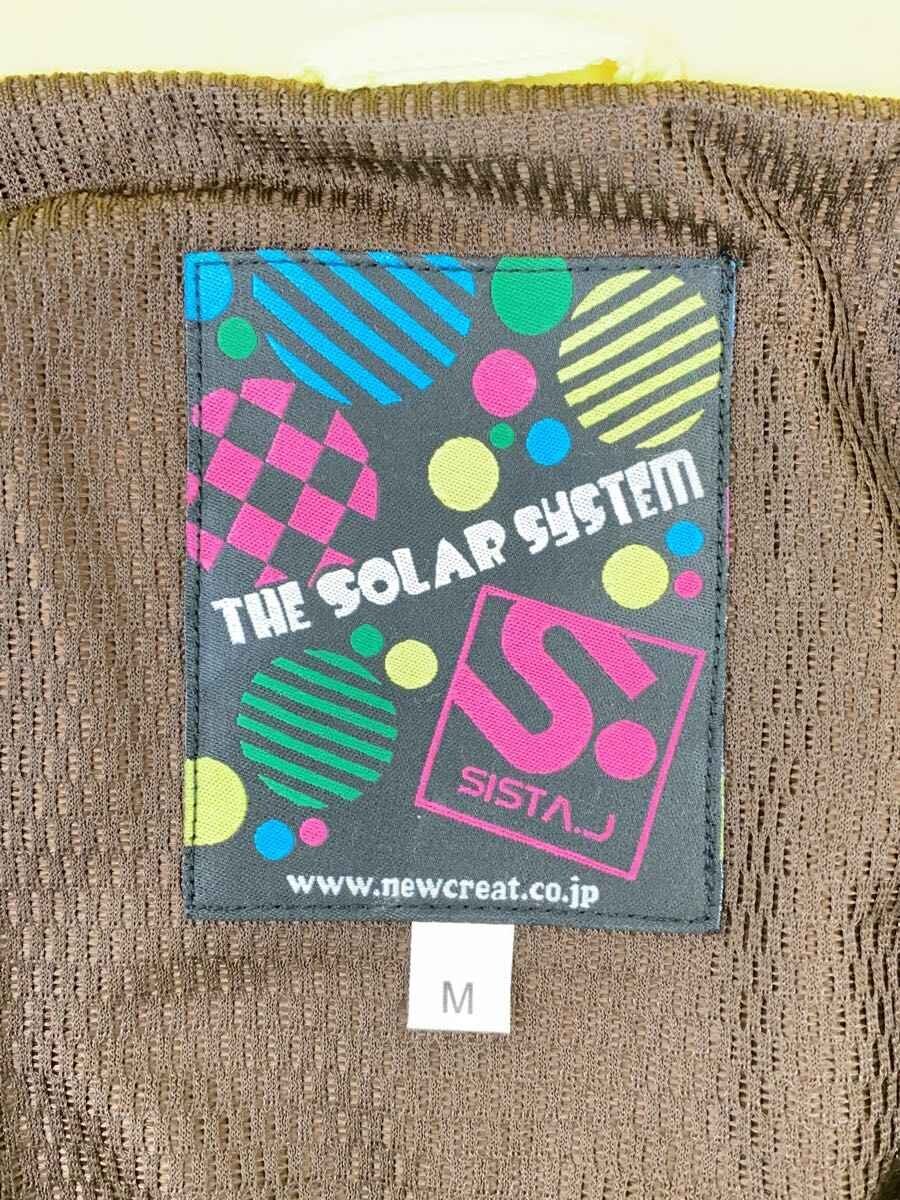 THE SOLAR SYSTEM
S.
SISTA.J
www.newcreat.co.jp
M